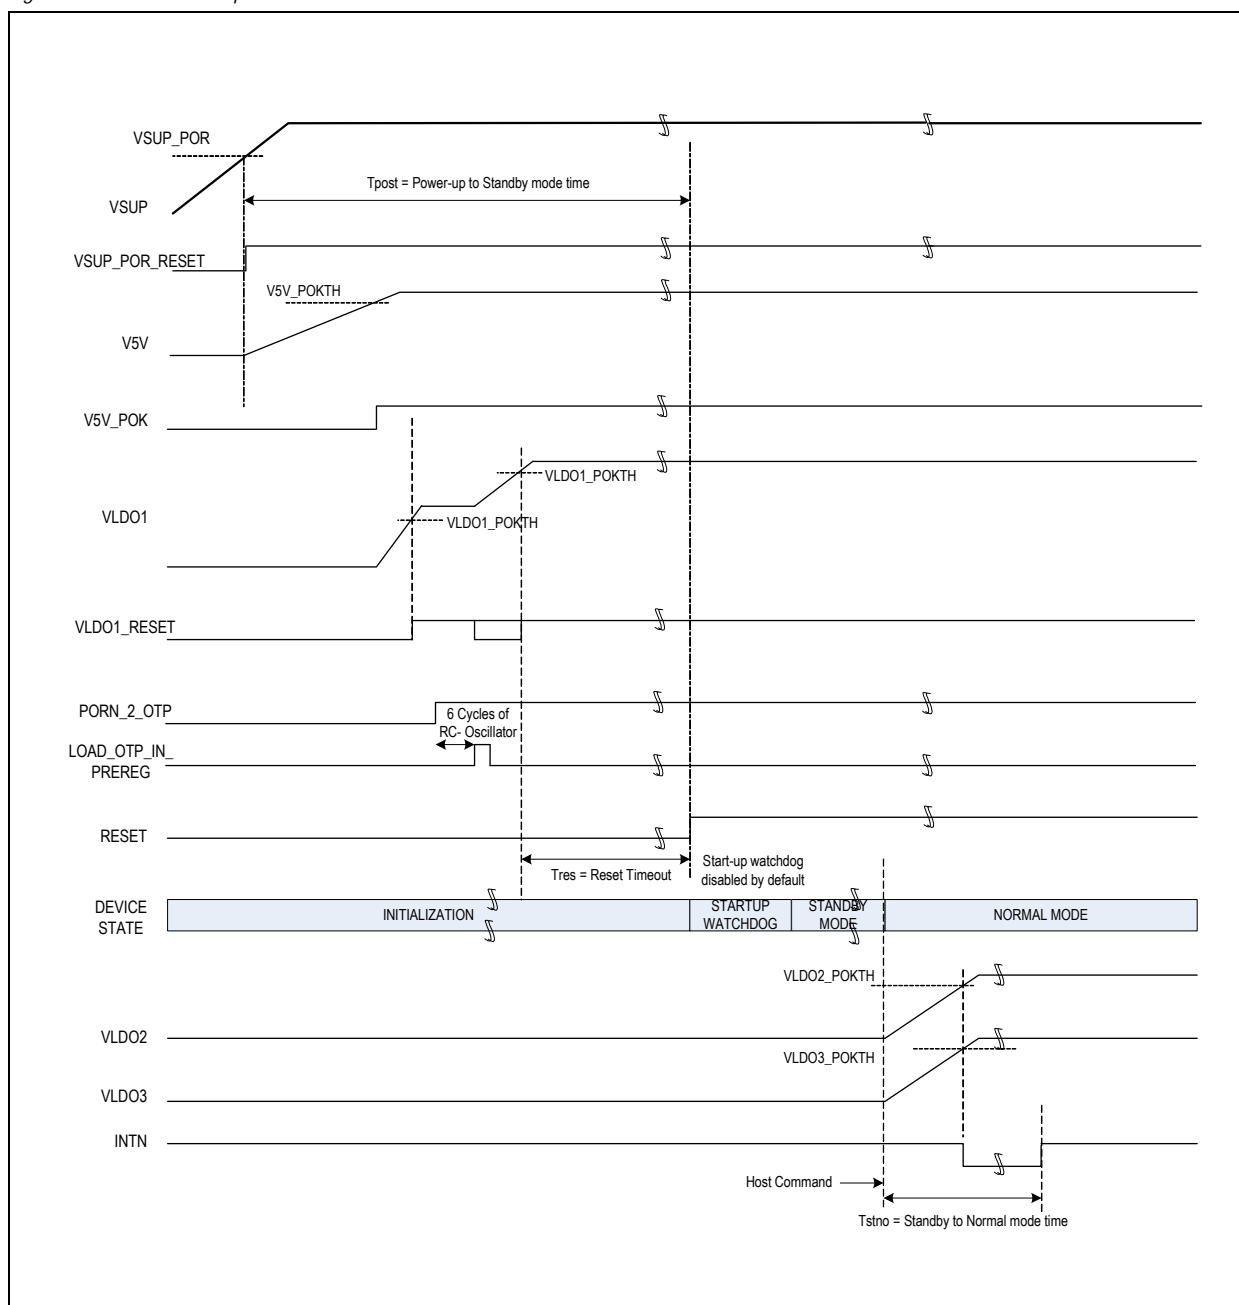 VSUP_POR
Tpost = Power-up to Standby mode time
VSUP
VSUP_POR_RESET
V5V_POKTH
V5V
V5V_POK
VLDO1_POKTH
VLDO1
VLDO1_POKTH
VLDO1_RESET
PORN_2_OTP
6 Cycles of
RC- Oscillator
LOAD_OTP_IN_
PREREG
RESET
Tres = Reset Timeout
Start-up watchdog
disabled by default
DEVICE
STATE
INITIALIZATION
STARTUP
WATCHDOG
STANDBY
MODE
NORMAL MODE
VLDO2_POKTH
VLDO2
VLDO3_POKTH
VLDO3
INTN
Host Command
Tstno = Standby to Normal mode time